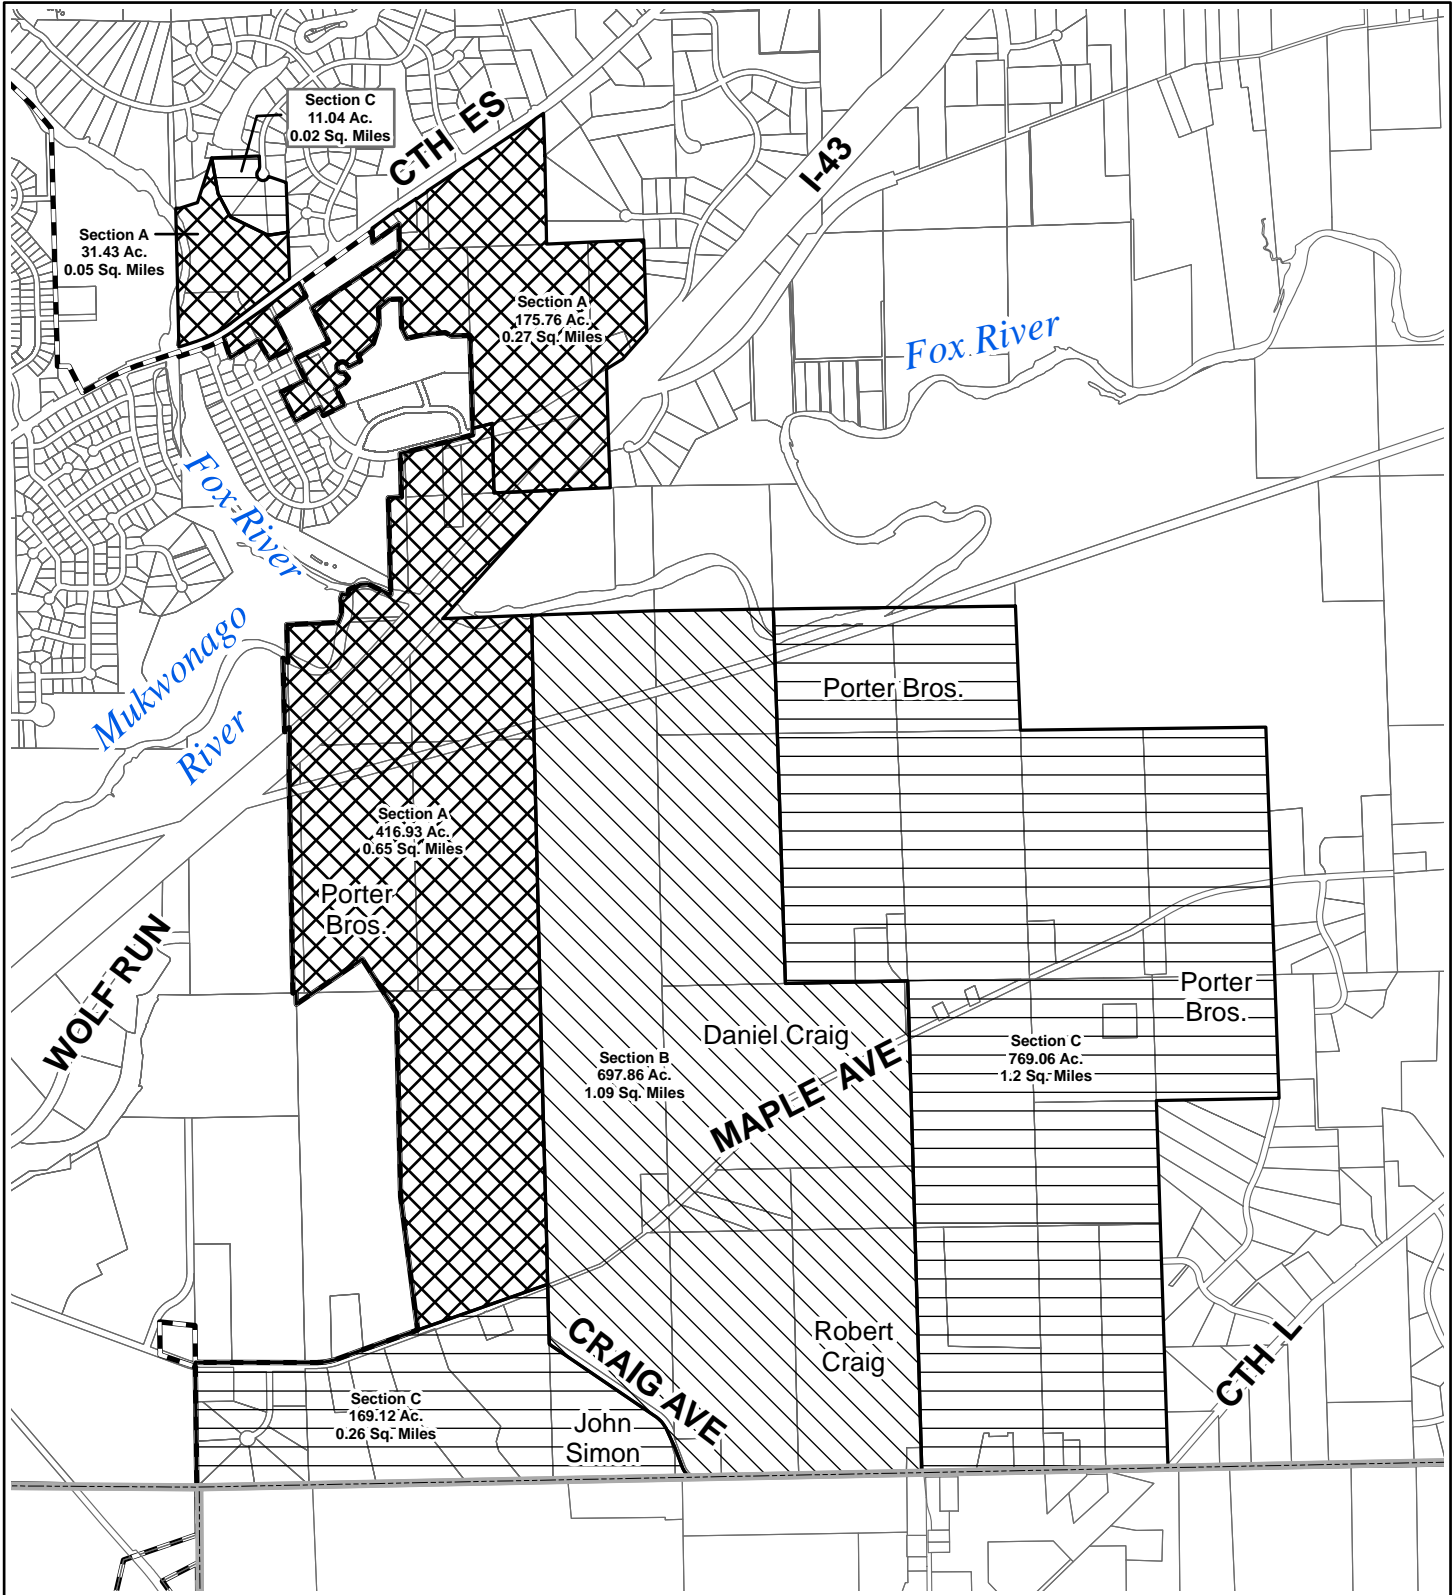 Section C
11.04 Ac.
0.02 Sq. Miles
CTH ES
I-43
Section A
31.43 Ac.
0.05 Sq. Miles
Section A
175.76 Ac.
0.27 Sq. Miles
Fox River
Fox River
Mukwonago
River
Porter Bros.
Section A
416.93 Ac.
0.65 Sq. Miles
Porter
Bros.
WOLF RUN
Porter
Bros.
Daniel Craig
Section B
697.86 Ac.
1.09 Sq. Miles
Section C
769.06 Ac.
1.2 Sq. Miles
MAPLE AVE
CRAIG AVE
Robert
Craig
CTH L
Section C
169.12 Ac.
0.26 Sq. Miles
John
Simon